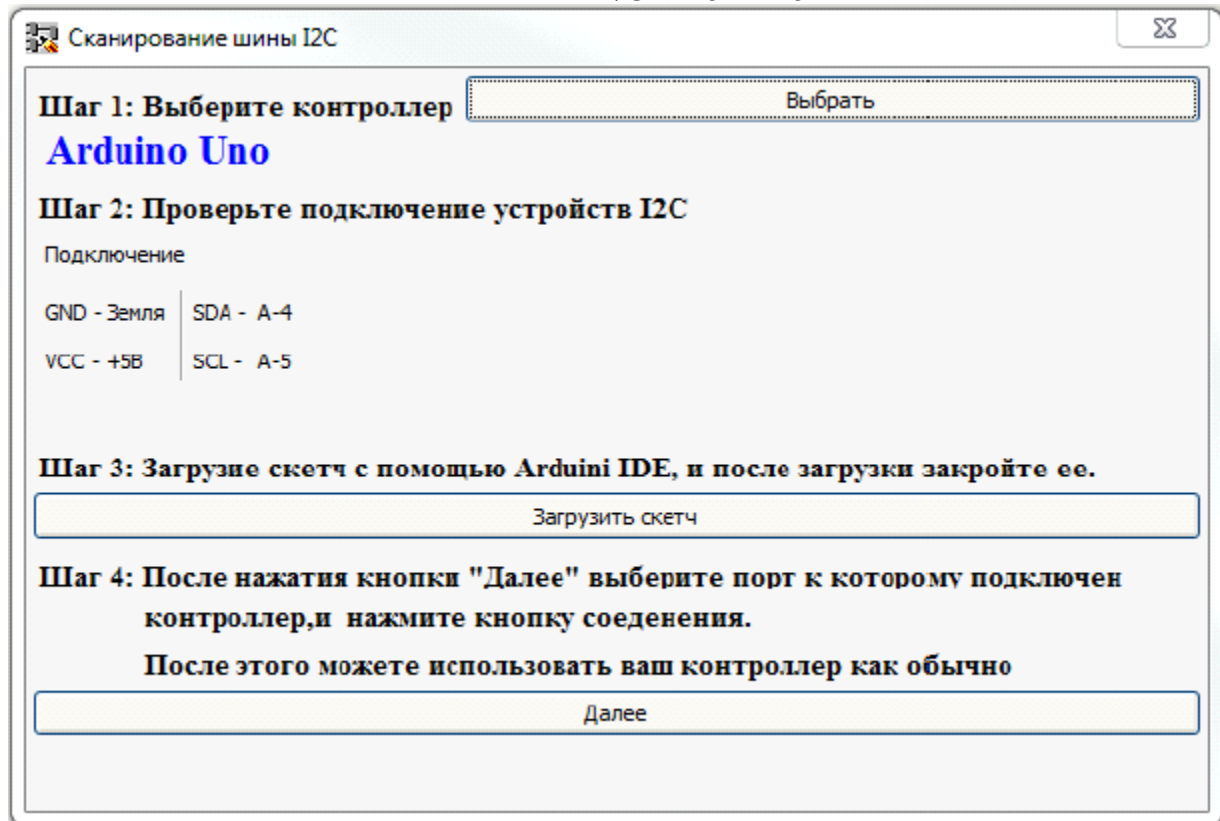 Сканирование шины I2C
Шаг 1: Выберите контроллер
Выбрать
Arduino Uno
Шаг 2: Проверьте подключение устройств I2C
Подключение
GND - Земля SDA - A-4
VCC - +5В SCL - A-5
Шаг 3: Загрузие скетч с помощью Arduini IDE, и после загрузки закройте ее.
Загрузить скетч
Шаг 4: После нажатия кнопки "Далее" выберите порт к которому подключен
контроллер,и нажмите кнопку соеденения.
После этого можете использовать ваш контроллер как обычно
Далее